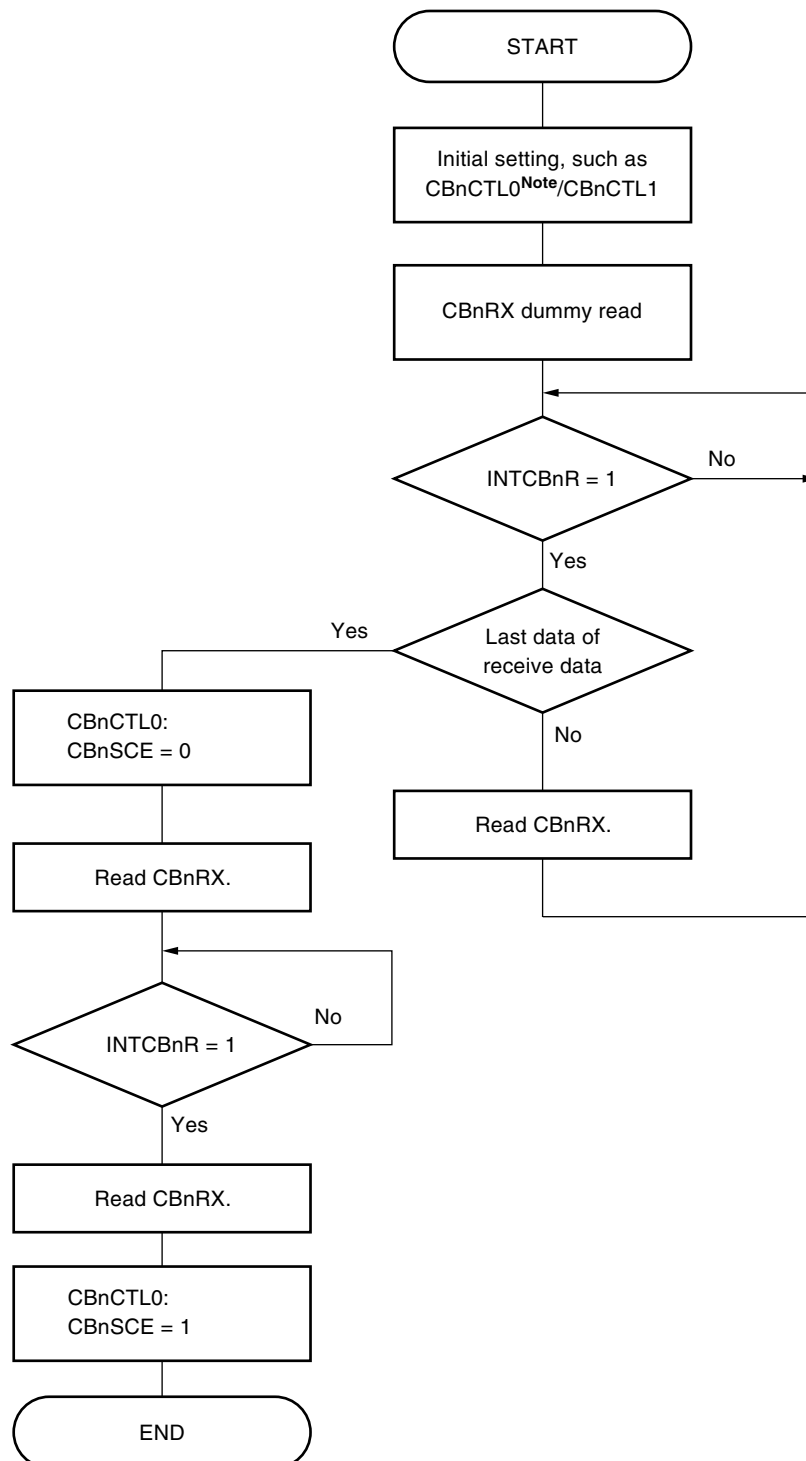 START
Initial setting, such as
CBnCTL0Note/CBnCTL1
CBnRX dummy read
INTCBnR = 1
No
Yes
Last data of
receive data
Yes
No
Read CBnRX.
CBnCTL0:
CBnSCE = 0
Read CBnRX.
INTCBnR = 1
No
Yes
Read CBnRX.
CBnCTL0:
CBnSCE = 1
END